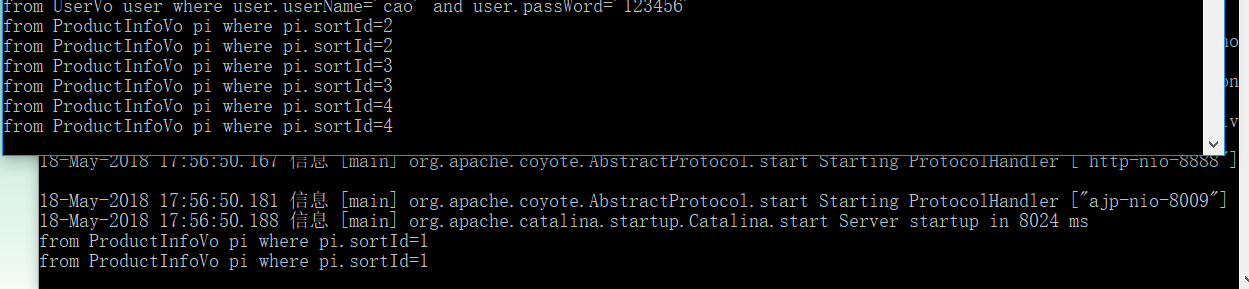 from UserVo user where user.userName='cao' and user.passWord='123456'
from ProductInfoVo pi where pi.sortId=2
from ProductInfoVo pi where pi.sortId=2
from ProductInfoVo pi where pi.sortId=3
from ProductInfoVo pi where pi.sortId=3
from ProductInfoVo pi where pi.sortId=4
from ProductInfoVo pi where pi.sortId=4
18-May-2018 17:56:50.167 信息 [main] org.apache.coyote.AbstractProtocol.start Starting ProtocolHandler ["http-nio-8888"]
18-May-2018 17:56:50.181 信息 [main] org.apache.coyote.AbstractProtocol.start Starting ProtocolHandler ["ajp-nio-8009"]
18-May-2018 17:56:50.188 信息 [main] org.apache.catalina.startup.Catalina.start Server startup in 8024 ms
from ProductInfoVo pi where pi.sortId=1
from ProductInfoVo pi where pi.sortId=1